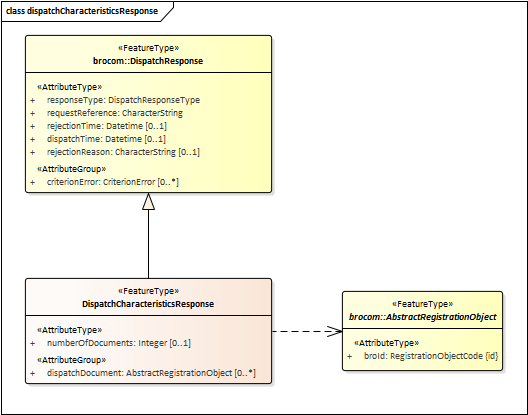 class dispatchCharacteristicsResponse
«FeatureType»
brocom::DispatchResponse
«AttributeType»
+ responseType: DispatchResponseType
+ requestReference: CharacterString
+ rejectionTime: Datetime [0..1]
+ dispatchTime: Datetime [0..1]
+ rejectionReason: CharacterString [0..1]
«AttributeGroup»
+ criterionError: CriterionError [0..*]
«FeatureType»
DispatchCharacteristicsResponse
«AttributeType»
+ numberOfDocuments: Integer [0..1]
«AttributeGroup»
+ dispatchDocument: AbstractRegistrationObject [0..*]
«FeatureType»
brocom::AbstractRegistrationObject
«AttributeType»
+ broId: RegistrationObjectCode {id}